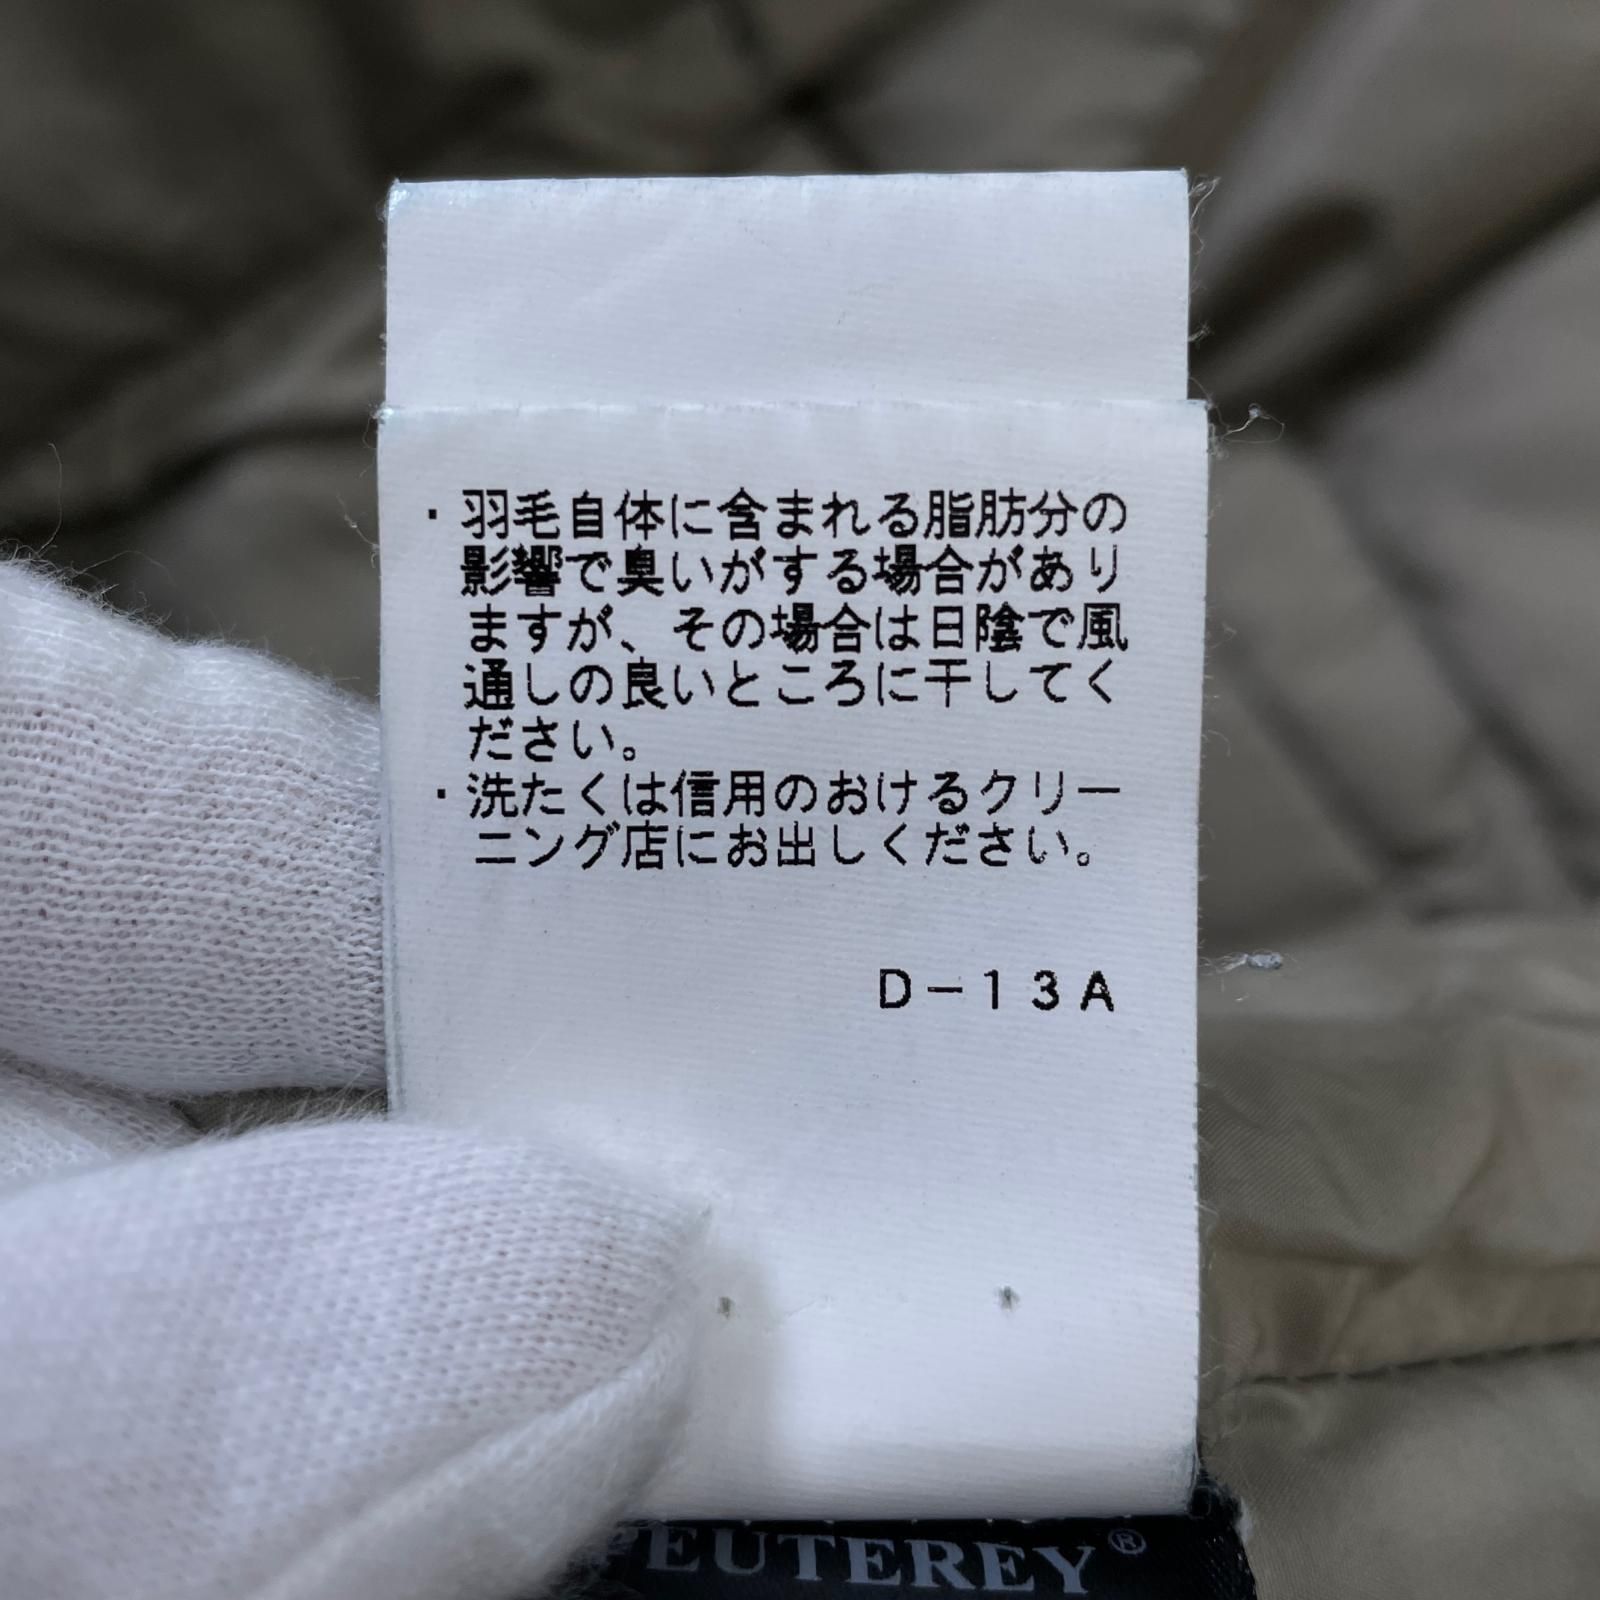 ・羽毛自体に含まれる脂肪分の
影響で臭いがする場合があり
ますが、その場合は日陰で風
通しの良いところに干してく
ださい。
・洗たくは信用のおけるクリー
ニング店にお出しください。
D－13A
PEUTEREY®